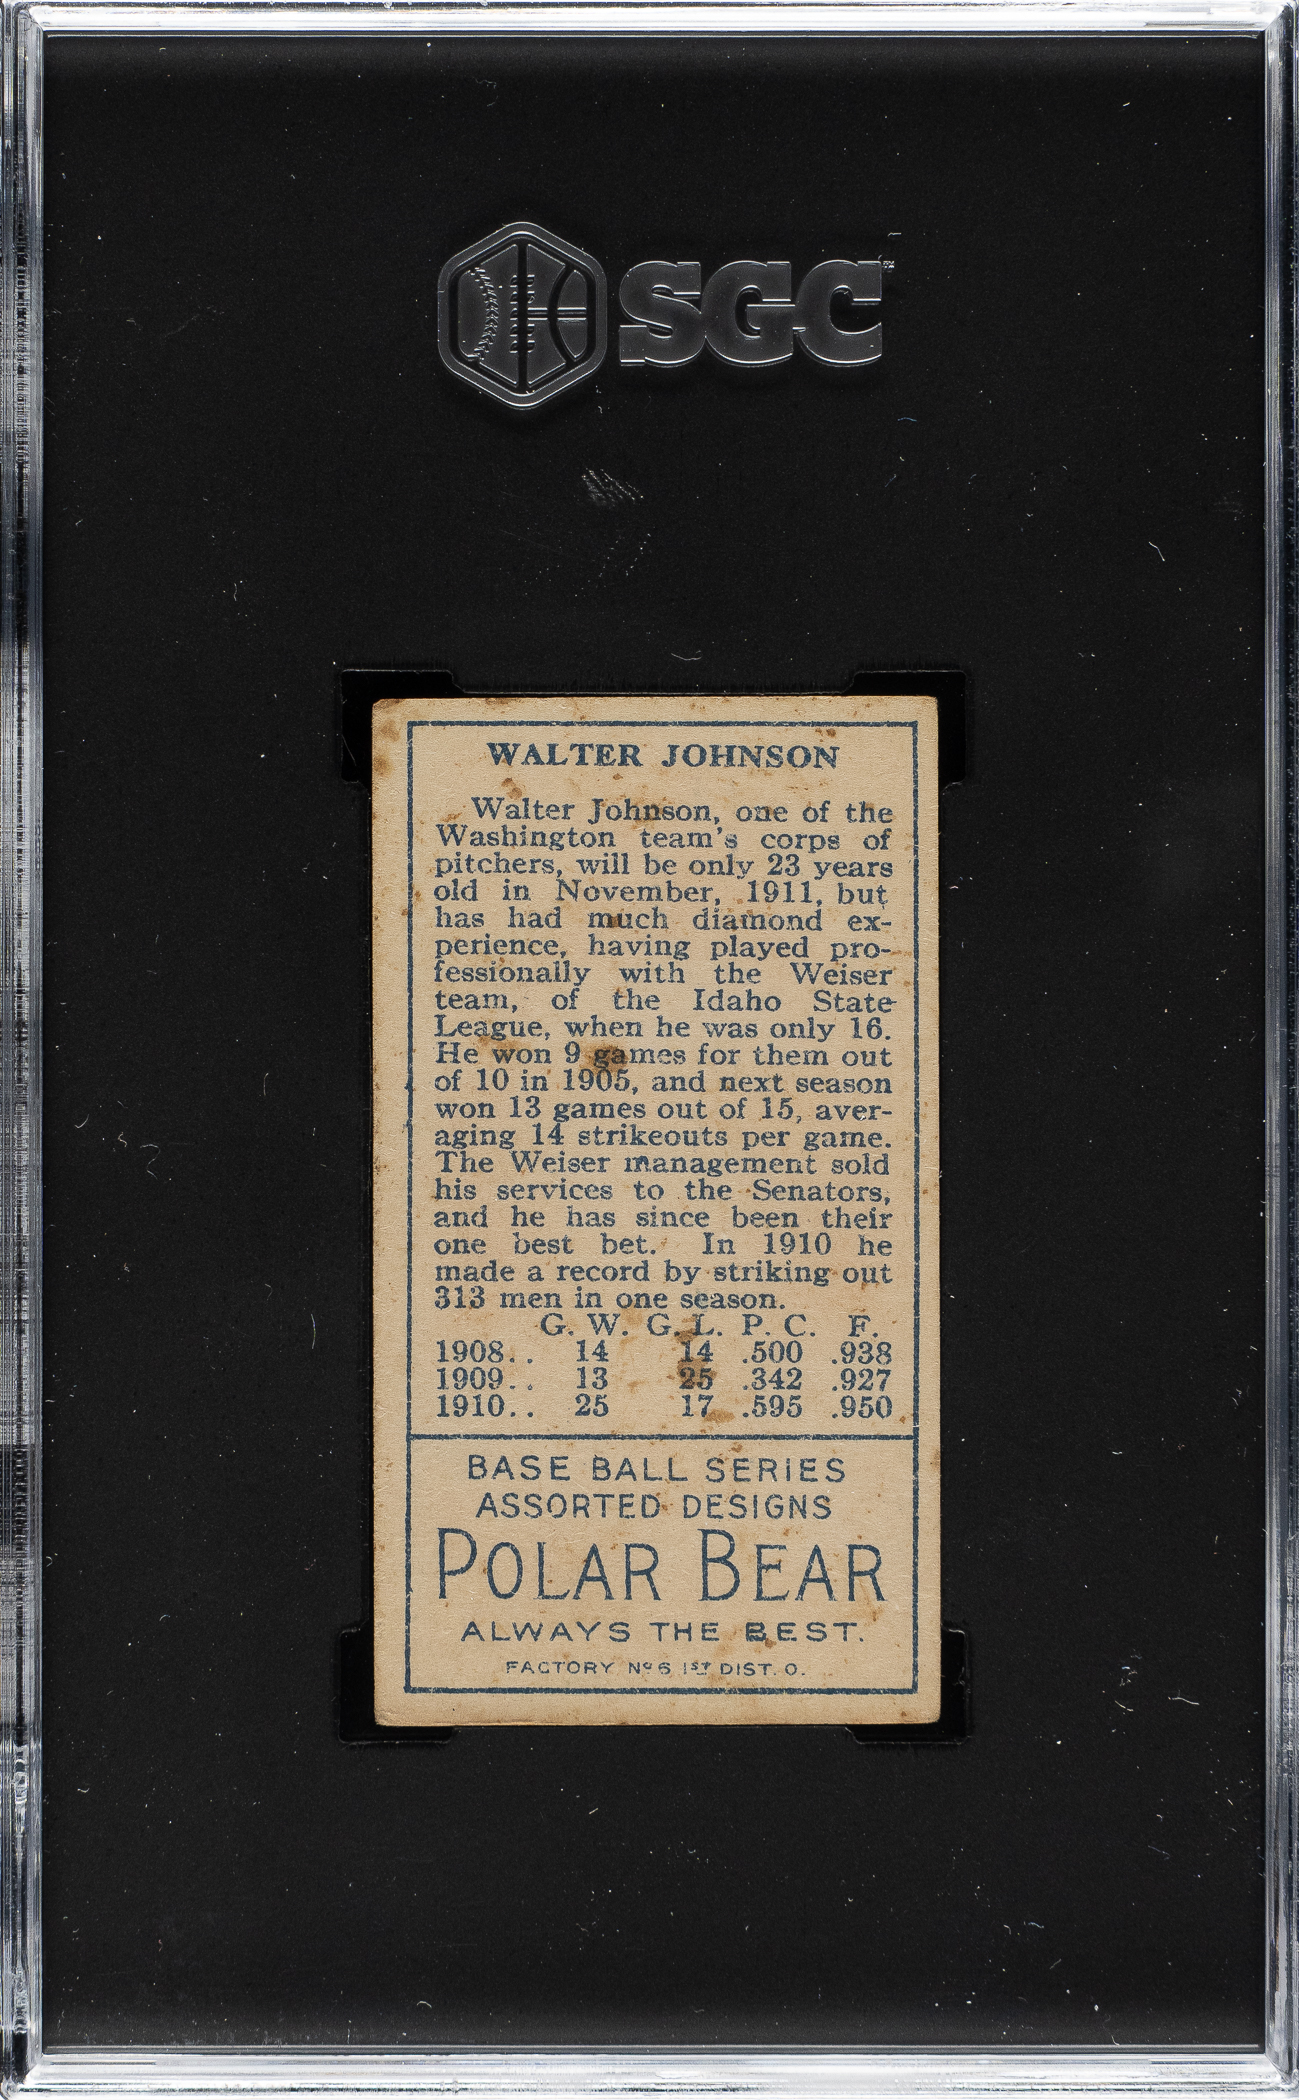 SGC
WALTER JOHNSON
Walter Johnson, one of the
Washington team's corps of
pitchers, will be only 23 years
old in November, 1911, but
has had much diamond ex-
perience, having played pro-
fessionally with the Weiser
team, of the Idaho State
League, when he was only 16.
He won 9 games for them out
of 10 in 1905, and next season
won 13 games out of 15, aver-
aging 14 strikeouts per game.
The Weiser management sold
his services to the Senators,
and he has since been their
one best bet. In 1910 he
made a record by striking out
313 men in one season.
G. W. G. L. P. C. F.
1908.. 14 14 .500 .938
1909.. 13 25 .342 .927
1910.. 25 17 .595 .950
BASE BALL SERIES
ASSORTED DESIGNS
POLAR BEAR
ALWAYS THE BEST.
FACTORY No 6 1ST DIST. O.